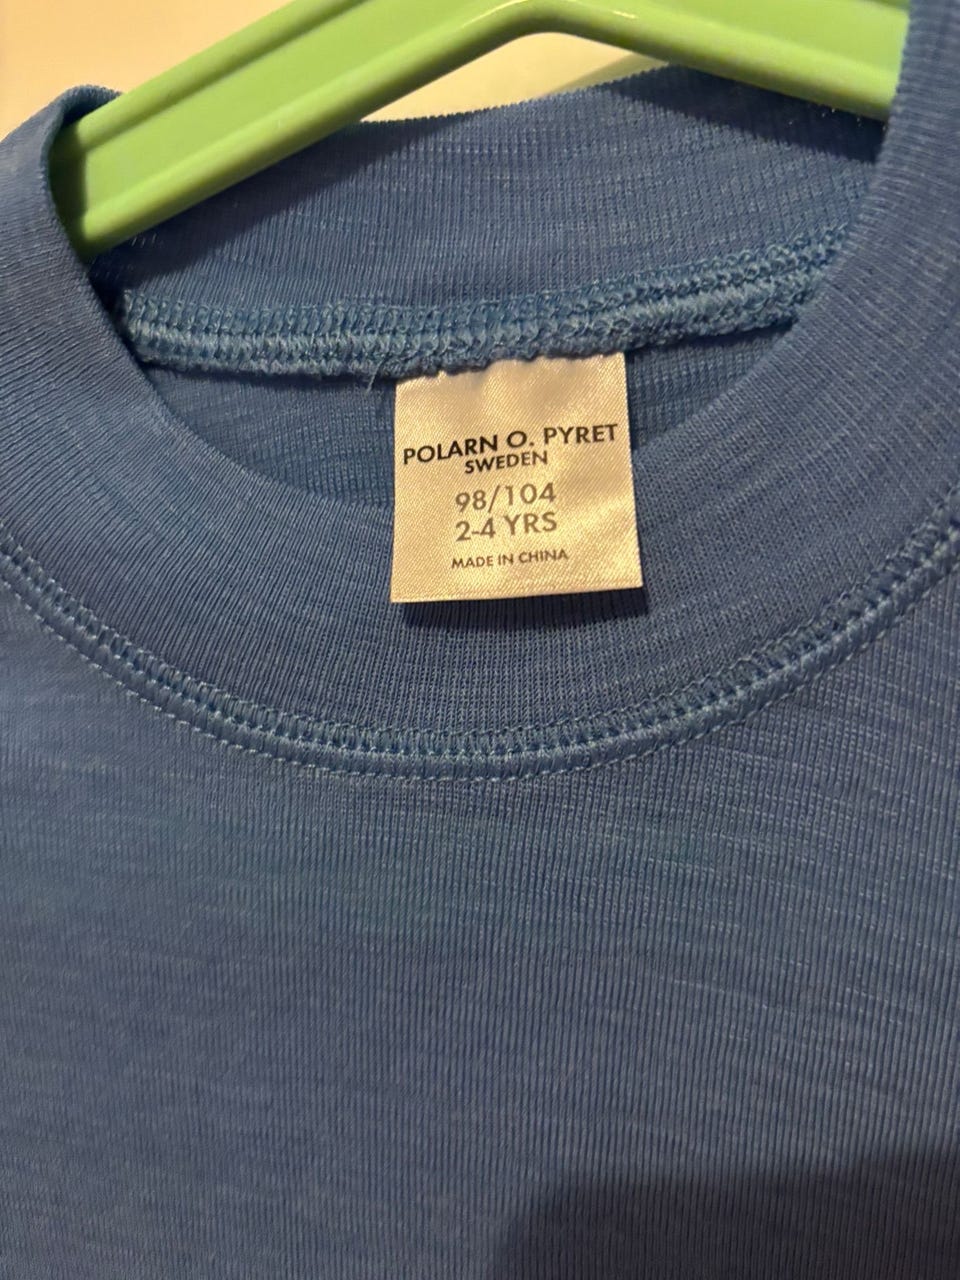 POLARN O. PYRET
SWEDEN
98/104
2-4 YRS
MADE IN CHINA